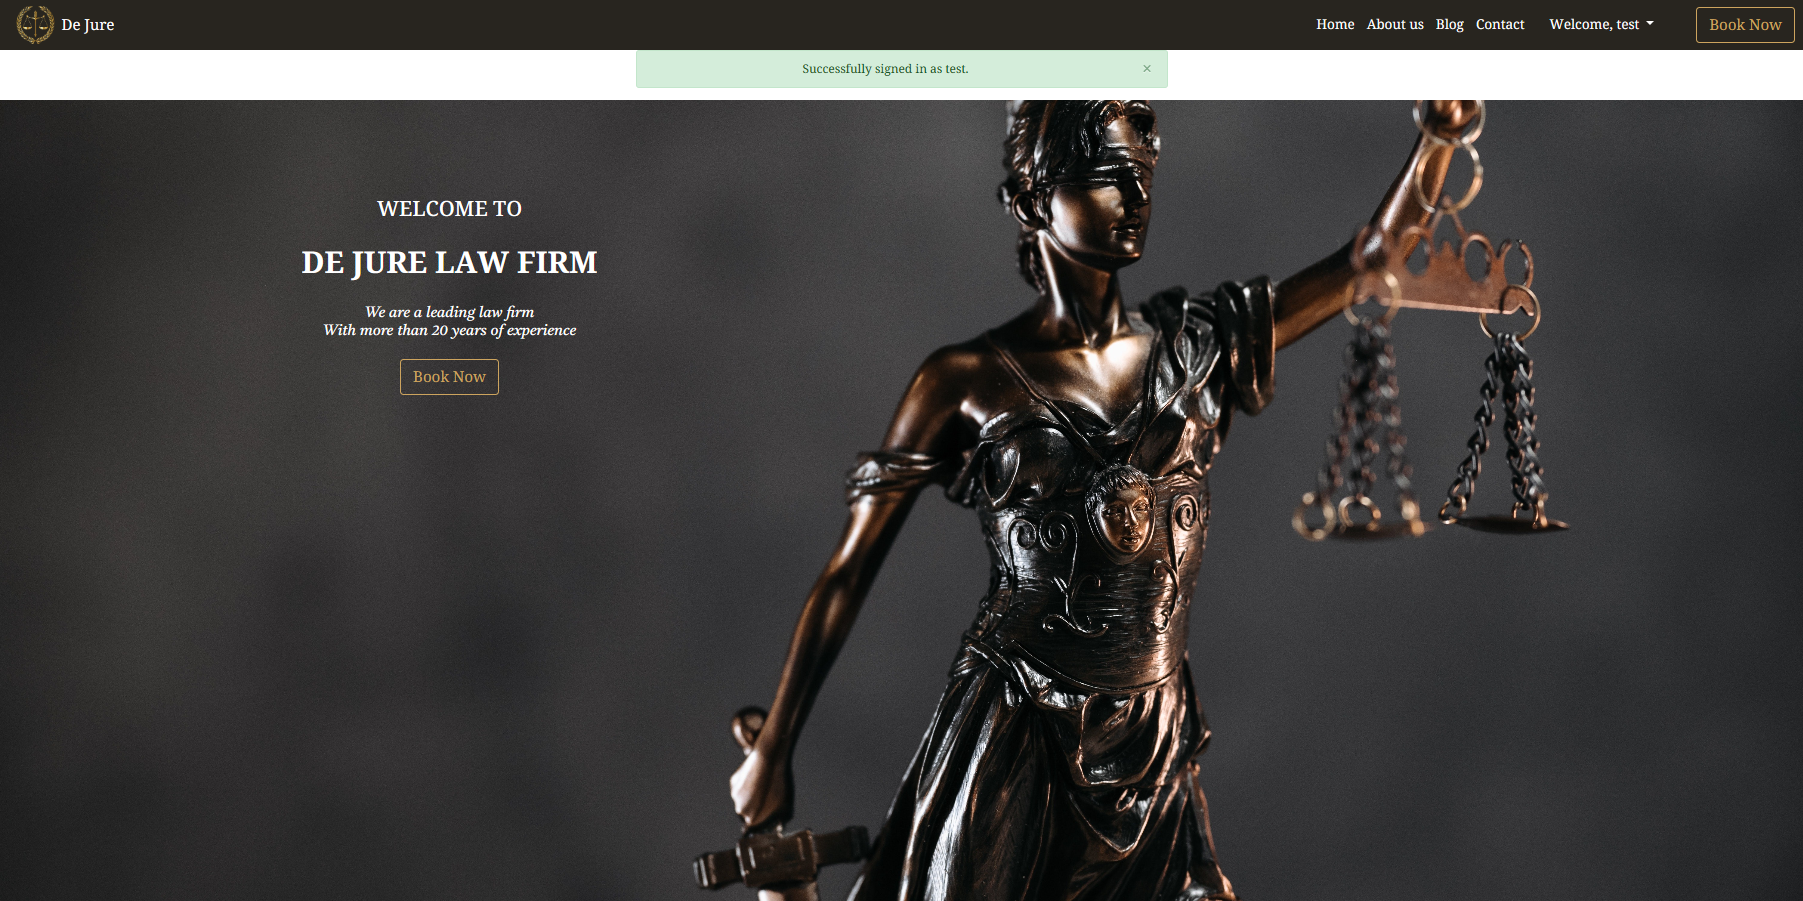 De Jure
Home About us Blog Contact Welcome, test Book Now
Successfully signed in as test. ×
WELCOME TO
DE JURE LAW FIRM
We are a leading law firm
With more than 20 years of experience
Book Now